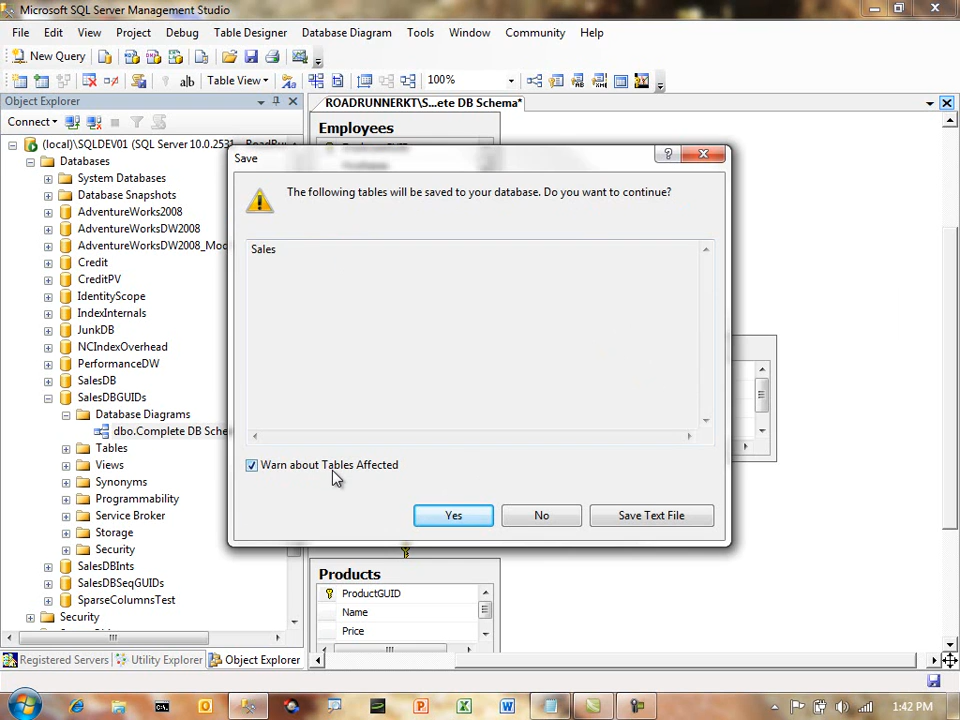 Microsoft SQL Server Management Studio
File Edit View Project Debug Table Designer Database Diagram Tools Window Community Help
New Query
Table View 100%
Object Explorer
ROADRUNNERKT\S...ete DB Schema*
Connect
Employees
(local)\SQLDEV01 (SQL Server 10.0.2531
Databases
System Databases
Database Snapshots
AdventureWorks2008
AdventureWorksDW2008
AdventureWorksDW2008_Mod
Credit
CreditPV
IdentityScope
IndexInternals
JunkDB
NCIndexOverhead
PerformanceDW
SalesDB
SalesDBGUIDs
Database Diagrams
dbo.Complete DB Sche
Tables
Views
Synonyms
Programmability
Service Broker
Storage
Security
SalesDBInts
SalesDBSeqGUIDs
SparseColumnsTest
Security
Save
The following tables will be saved to your database. Do you want to continue?
Sales
Warn about Tables Affected
Yes No Save Text File
Products
ProductGUID
Name
Price
Registered Servers Utility Explorer Object Explorer
1:42 PM